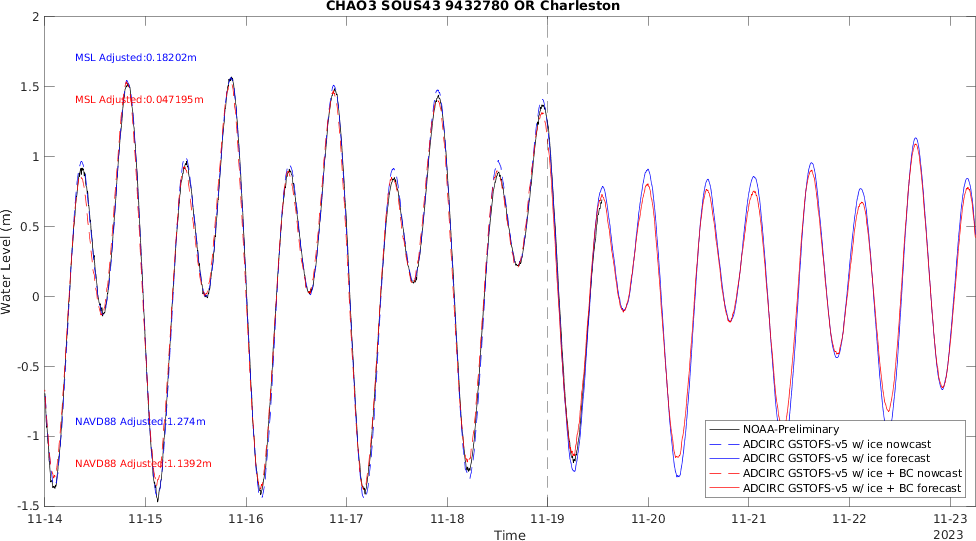 CHAO3 SOUS43 9432780 OR Charleston
MSL Adjusted:0.18202m
MSL Adjusted:0.047195m
NAVD88 Adjusted:1.274m
NAVD88 Adjusted:1.1392m
Water Level (m)
2
1.5
1
0.5
0
-0.5
-1
-1.5
NOAA-Preliminary
ADCIRC GSTOFS-v5 w/ ice nowcast
ADCIRC GSTOFS-v5 w/ ice forecast
ADCIRC GSTOFS-v5 w/ ice + BC nowcast
ADCIRC GSTOFS-v5 w/ ice + BC forecast
11-14 11-15 11-16 11-17 11-18 11-19 11-20 11-21 11-22 11-23
Time
2023